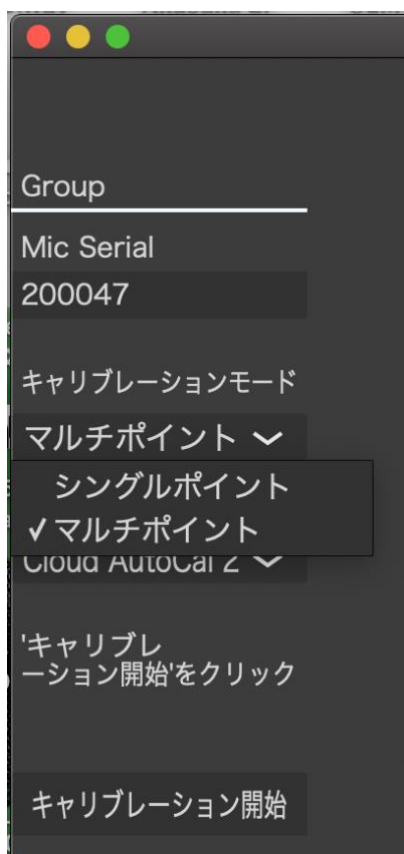 Group
Mic Serial
200047
キャリブレーションモード
マルチポイント
シングルポイント
✓マルチポイント
Cloud AutoCal 2
'キャリブレ
ーション開始'をクリック
キャリブレーション開始